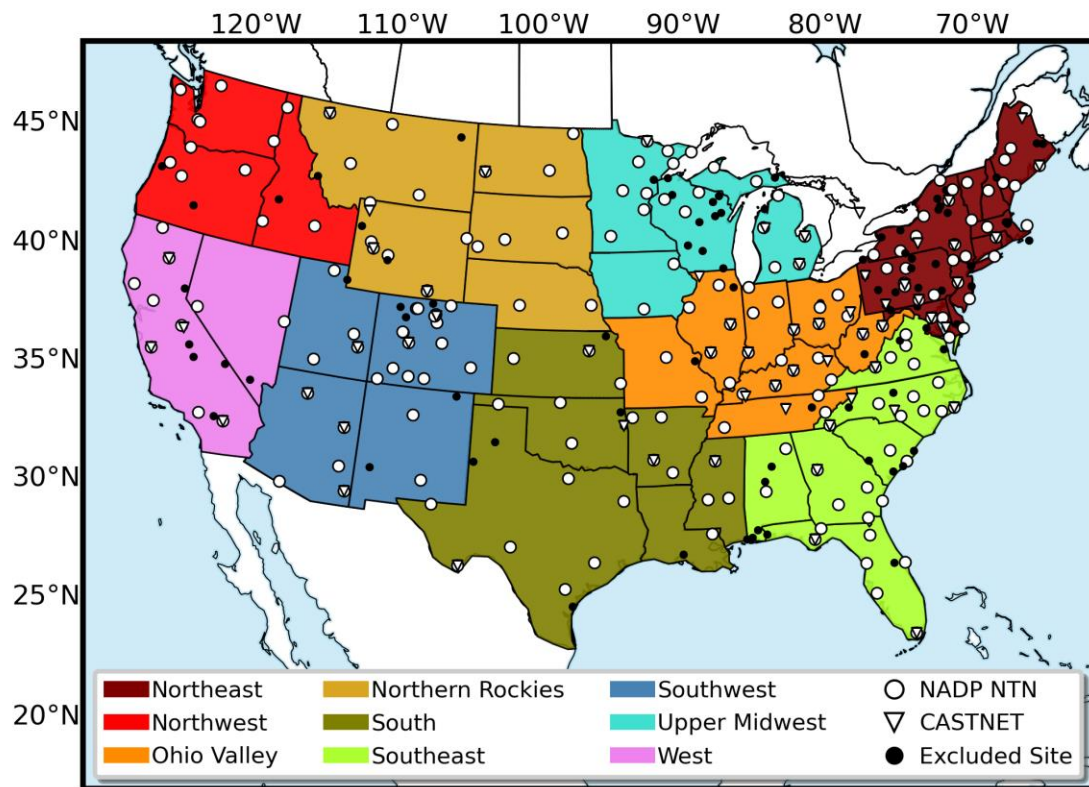 120°W 110°W 100°W 90°W 80°W 70°W
45°N
40°N
35°N
30°N
25°N
20°N
Northeast Northern Rockies Southwest NADP NTN
Northwest South Upper Midwest CASTNET
Ohio Valley Southeast West Excluded Site